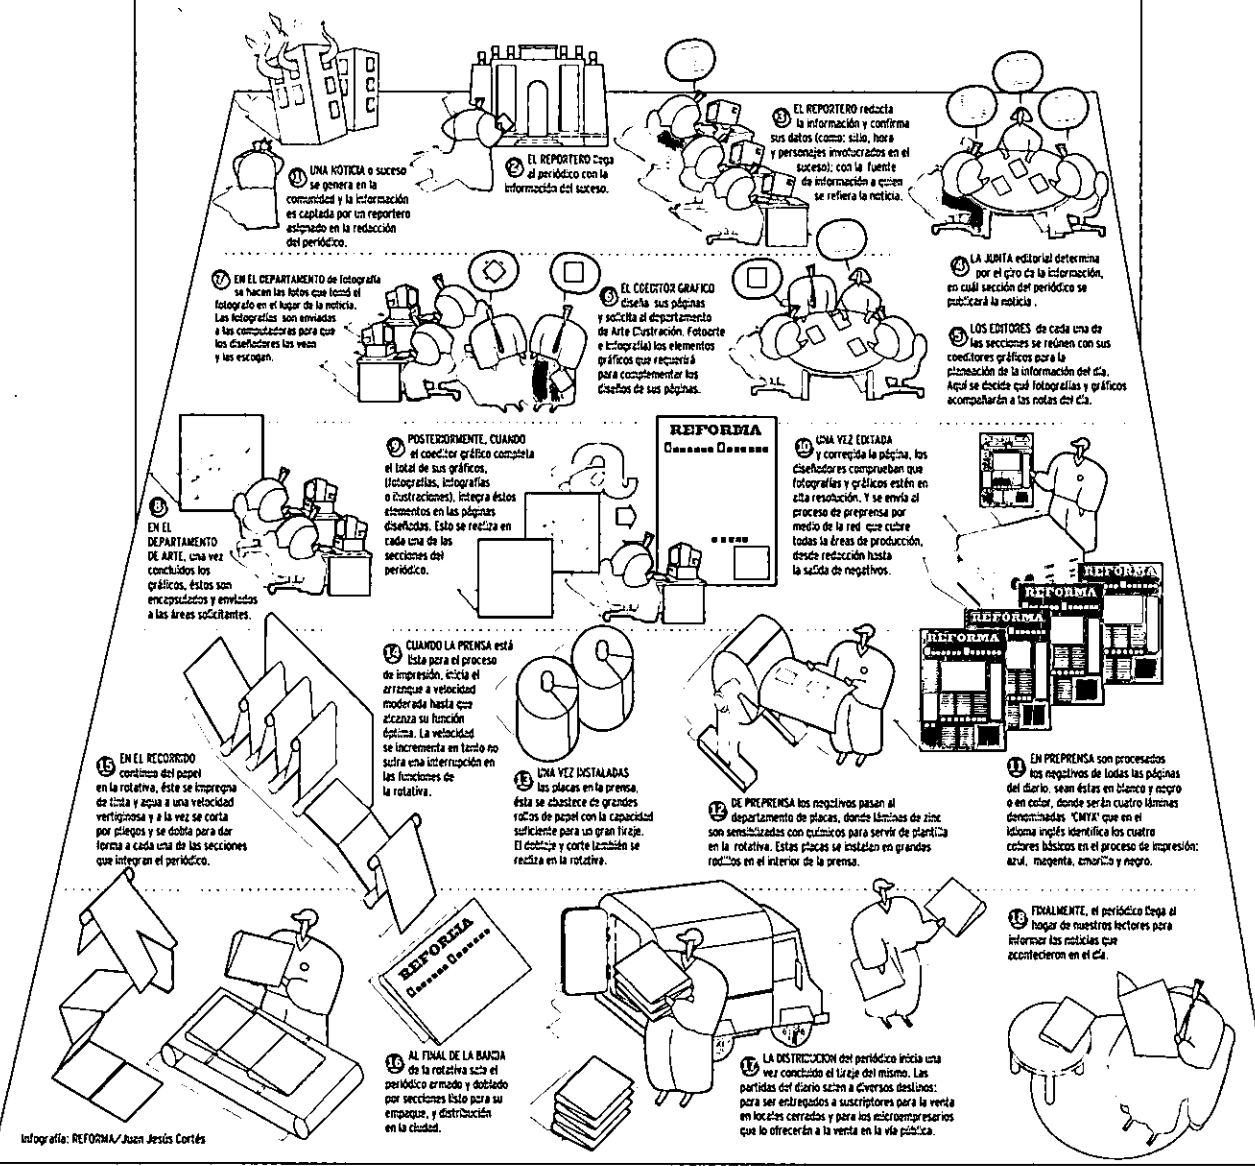 1 UNA NOTICIA o suceso
se genera en la
comunidad y la información
es captada por un reportero
asignado en la redacción
del periódico.
2 EL REPORTERO llega
al periódico con la
información del suceso.
3 EL REPORTERO redacta
la información y confirma
sus datos (como: sitio, hora
y personajes involucrados en el
suceso); con la fuente
de información a quien
se refiera la noticia.
4 LA JUNTA editorial determina
por el giro de la información,
en cuál sección del periódico se
publicará la noticia .
5 LOS EDITORES de cada una de
las secciones se reúnen con sus
coeditores gráficos para la
planeación de la información del día.
Aquí se decide qué fotografías y gráficos
acompañarán a las notas del día.
EL COEDITOR GRAFICO
diseña sus páginas
y solicita al departamento
de Arte (Ilustración, Fotoarte
e Infografía) los elementos
gráficos que requerirá
para complementar los
diseños de sus páginas.
7 EN EL DEPARTAMENTO de fotografía
se hacen las fotos que tomó el
fotógrafo en el lugar de la noticia.
Las fotografías son enviadas
a las computadoras para que
los diseñadores las vean
y las escojan.
8
EN EL
DEPARTAMENTO
DE ARTE, una vez
concluidos los
gráficos, éstos son
encapsulados y enviados
a las áreas solicitantes.
9 POSTERIORMENTE, CUANDO
el coeditor gráfico completa
el total de sus gráficos,
(fotografías, infografías
o ilustraciones), integra éstos
elementos en las páginas
diseñadas. Esto se realiza en
cada una de las
secciones del
periódico.
a
REFORMA
10 UNA VEZ EDITADA
y corregida la página, los
diseñadores comprueban que
fotografías y gráficos estén en
alta resolución. Y se envía al
proceso de preprensa por
medio de la red que cubre
todas la áreas de producción,
desde redacción hasta
la salida de negativos.
REFORMA
REFORMA
REFORMA
REFORMA
11 EN PREPRENSA son procesados
los negativos de todas las páginas
del diario, sean éstas en blanco y negro
o en color, donde serán cuatro láminas
denominadas 'CMYK' que en el
idioma inglés identifica los cuatro
colores básicos en el proceso de impresión:
azul, magenta, amarillo y negro.
12 DE PREPRENSA los negativos pasan al
departamento de placas, donde láminas de zinc
son sensibilizadas con químicos para servir de plantilla
en la rotativa. Estas placas se instalan en grandes
rodillos en el interior de la prensa.
13 UNA VEZ INSTALADAS
las placas en la prensa,
ésta se abastece de grandes
rollos de papel con la capacidad
suficiente para un gran tiraje.
El doblaje y corte también se
realiza en la rotativa.
14 CUANDO LA PRENSA está
lista para el proceso
de impresión, inicia el
arranque a velocidad
moderada hasta que
alcanza su función
óptima. La velocidad
se incrementa en tanto no
sufra una interrupción en
las funciones de
la rotativa.
15 EN EL RECORRIDO
continuo del papel
en la rotativa, éste se impregna
de tinta y agua a una velocidad
vertiginosa y a la vez se corta
por pliegos y se dobla para dar
forma a cada una de las secciones
que integran el periódico.
REFORMA
16 AL FINAL DE LA BANDA
de la rotativa sale el
periódico armado y doblado
por secciones listo para su
empaque, y distribución
en la ciudad.
17 LA DISTRIBUCION del periódico inicia una
vez concluido el tiraje del mismo. Las
partidas del diario salen a diversos destinos:
para ser entregados a suscriptores para la venta
en locales cerrados y para los microempresarios
que lo ofrecerán a la venta en la vía pública.
18 FINALMENTE, el periódico llega al
hogar de nuestros lectores para
informar las noticias que
acontecieron en el día.
Infografía: REFORMA/Juan Jesús Cortés